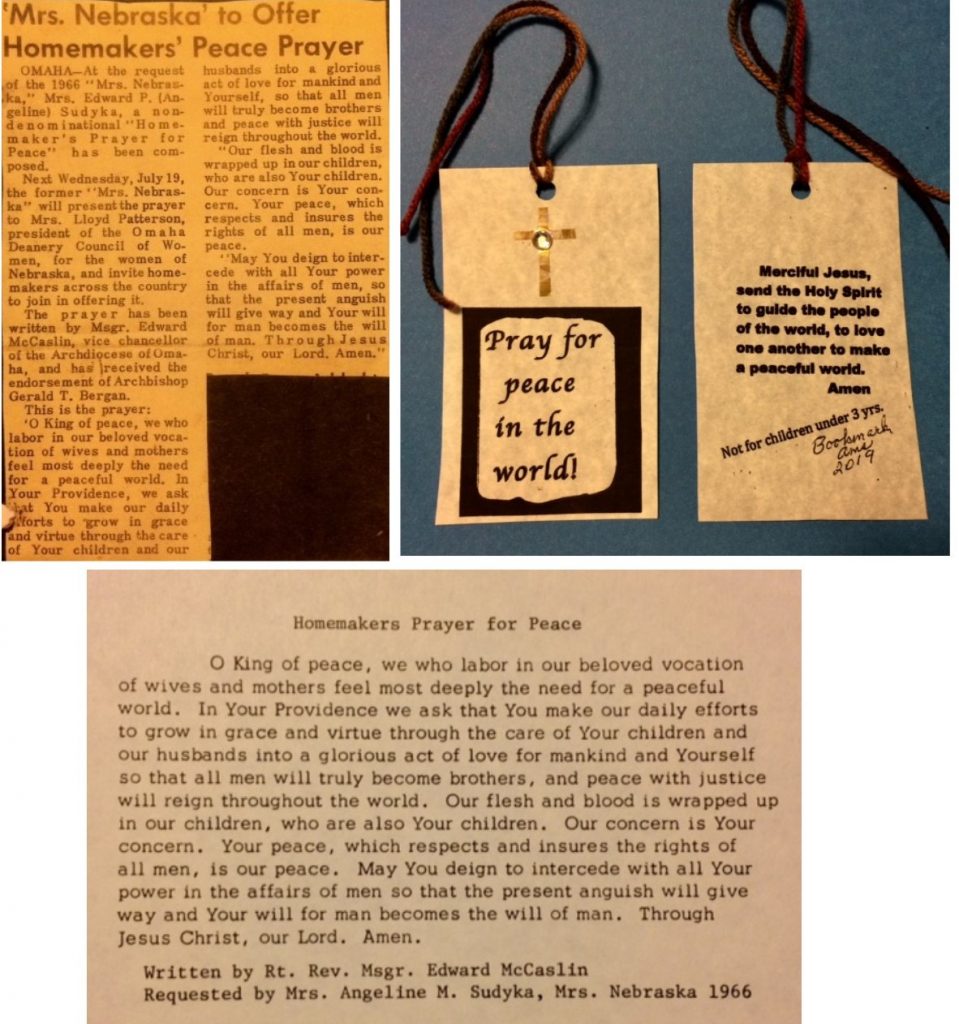 'Mrs. Nebraska' to Offer
Homemakers' Peace Prayer
OMAHA—At the request
of the 1966 "Mrs. Nebras-
ka," Mrs. Edward P. (An-
geline) Sudyka, a non-
denominational "Home-
maker's Prayer for
Peace" has been com-
posed.
Next Wednesday, July 19,
the former "Mrs. Nebras-
ka" will present the prayer
to Mrs. Lloyd Patterson,
president of the Omaha
Deanery Council of Wo-
men, for the women of
Nebraska, and invite home-
makers across the country
to join in offering it.
The prayer has been
written by Msgr. Edward
McCaslin, vice chancellor
of the Archdiocese of Oma-
ha, and has received the
endorsement of Archbishop
Gerald T. Bergan.
This is the prayer:
'O King of peace, we who
labor in our beloved voca-
tion of wives and mothers
feel most deeply the need
for a peaceful world. In
Your Providence, we ask
that You make our daily
efforts to grow in grace
and virtue through the care
of Your children and our
husbands into a glorious
act of love for mankind and
Yourself, so that all men
will truly become brothers
and peace with justice will
reign throughout the world.
"Our flesh and blood is
wrapped up in our children,
who are also Your children.
Our concern is Your con-
cern. Your peace, which
respects and insures the
rights of all men, is our
peace.
"May You deign to inter-
cede with all Your power
in the affairs of men, so
that the present anguish
will give way and Your will
for man becomes the will
of man. Through Jesus
Christ, our Lord. Amen."
Pray for
peace
in the
world!
Merciful Jesus,
send the Holy Spirit
to guide the people
of the world, to love
one another to make
a peaceful world.
Amen
Not for children under 3 yrs.
Bookmark
ams
2019
Homemakers Prayer for Peace
O King of peace, we who labor in our beloved vocation
of wives and mothers feel most deeply the need for a peaceful
world. In Your Providence we ask that You make our daily efforts
to grow in grace and virtue through the care of Your children and
our husbands into a glorious act of love for mankind and Yourself
so that all men will truly become brothers, and peace with justice
will reign throughout the world. Our flesh and blood is wrapped up
in our children, who are also Your children. Our concern is Your
concern. Your peace, which respects and insures the rights of
all men, is our peace. May You deign to intercede with all Your
power in the affairs of men so that the present anguish will give
way and Your will for man becomes the will of man. Through
Jesus Christ, our Lord. Amen.
Written by Rt. Rev. Msgr. Edward McCaslin
Requested by Mrs. Angeline M. Sudyka, Mrs. Nebraska 1966